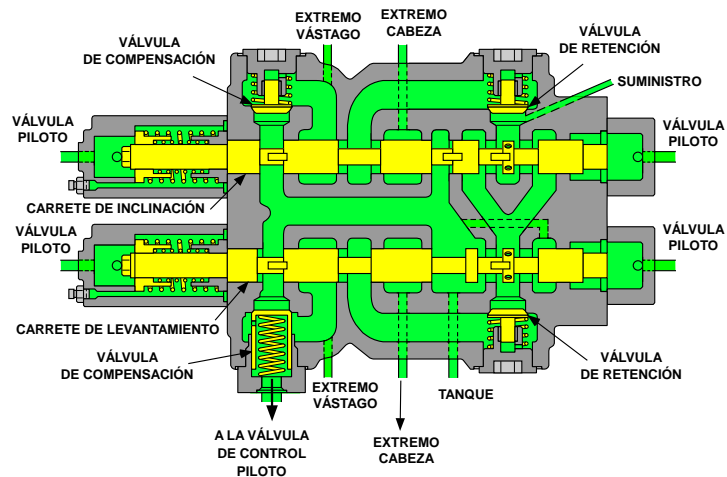 EXTREMO
VÁSTAGO
EXTREMO
CABEZA
VÁLVULA
DE COMPENSACIÓN
VÁLVULA
DE RETENCIÓN
SUMINISTRO
VÁLVULA
PILOTO
VÁLVULA
PILOTO
CARRETE DE INCLINACIÓN
VÁLVULA
PILOTO
VÁLVULA
PILOTO
CARRETE DE LEVANTAMIENTO
VÁLVULA
DE COMPENSACIÓN
VÁLVULA
DE RETENCIÓN
EXTREMO
VÁSTAGO
TANQUE
A LA VÁLVULA
DE CONTROL
PILOTO
EXTREMO
CABEZA